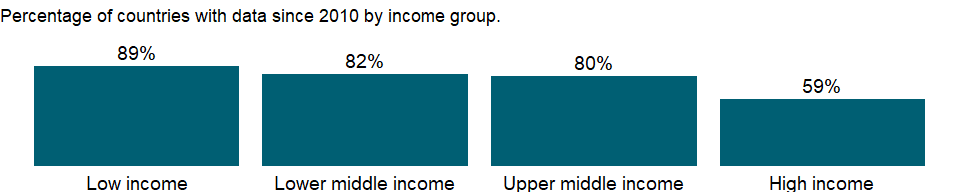 Percentage of countries with data since 2010 by income group.
89%
82%
80%
59%
Low income
Lower middle income
Upper middle income
High income